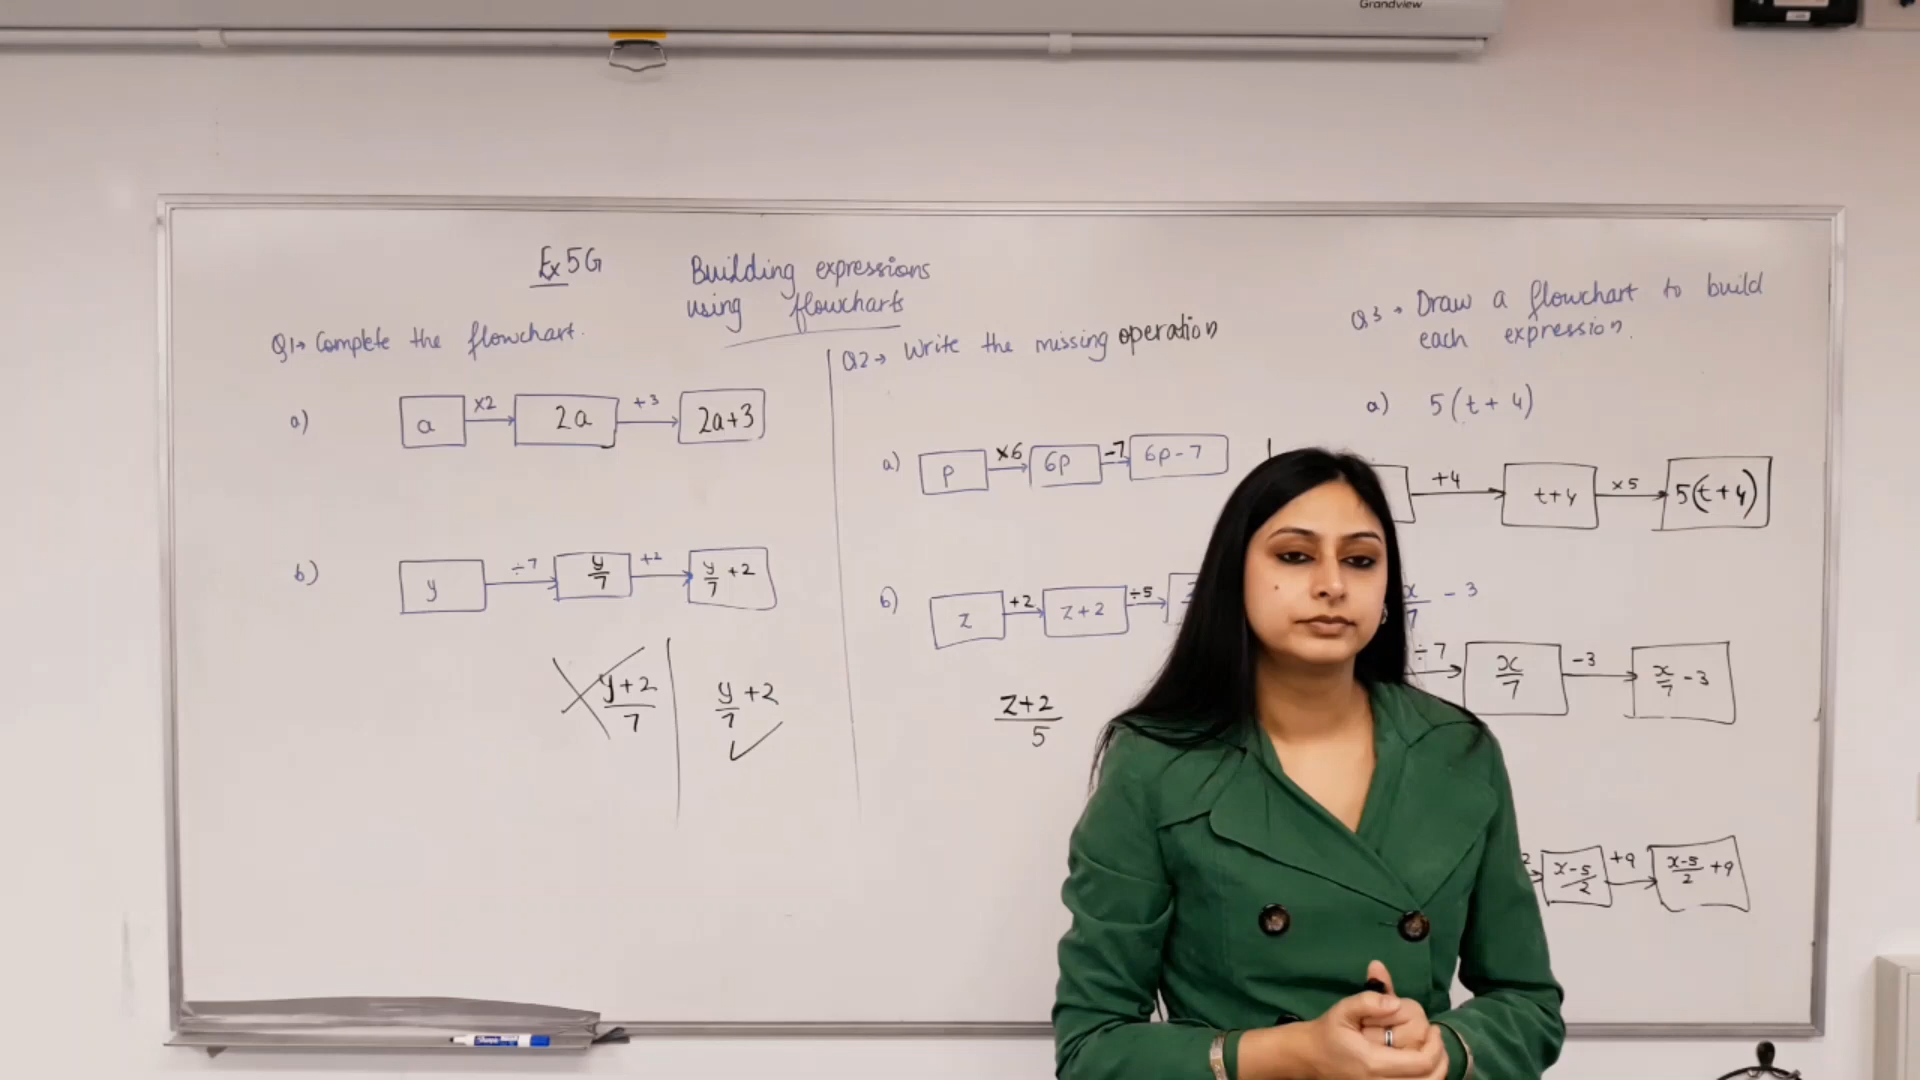 Grandview
Ex 5G
Building expressions
using flowcharts
Q1→ Complete the flowchart.
a)
a ×2 2a +3 2a+3
b)
y ÷7 y/7 +2 y/7 +2
y+2/7
y/7 +2
Q2→ Write the missing operation
a)
p ×6 6p -7 6p-7
b)
z +2 z+2 ÷5
z+2/5
Q3→ Draw a flowchart to build
each expression.
a) 5(t+4)
+4 t+4 ×5 5(t+4)
x/7 - 3
÷7 x/7 -3 x/7 -3
2 x-5/2 +9 x-5/2 +9